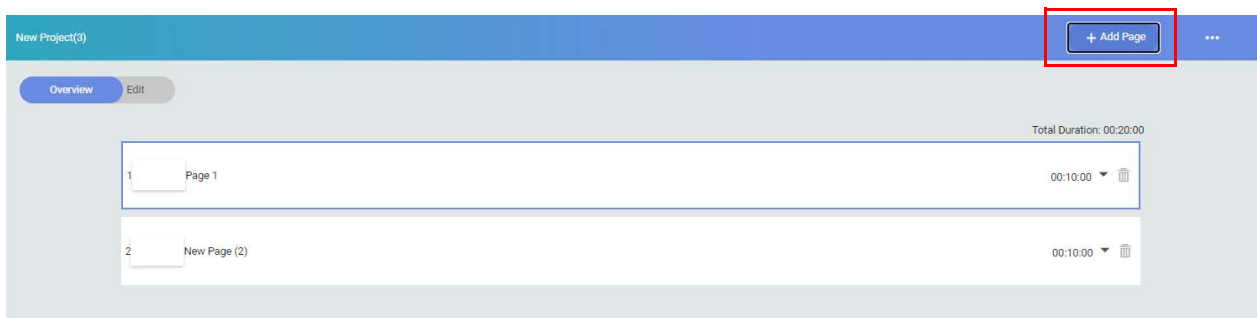 New Project(3)
+ Add Page
Overview
Edit
Total Duration: 00:20:00
1 Page 1 00:10:00
2 New Page (2) 00:10:00